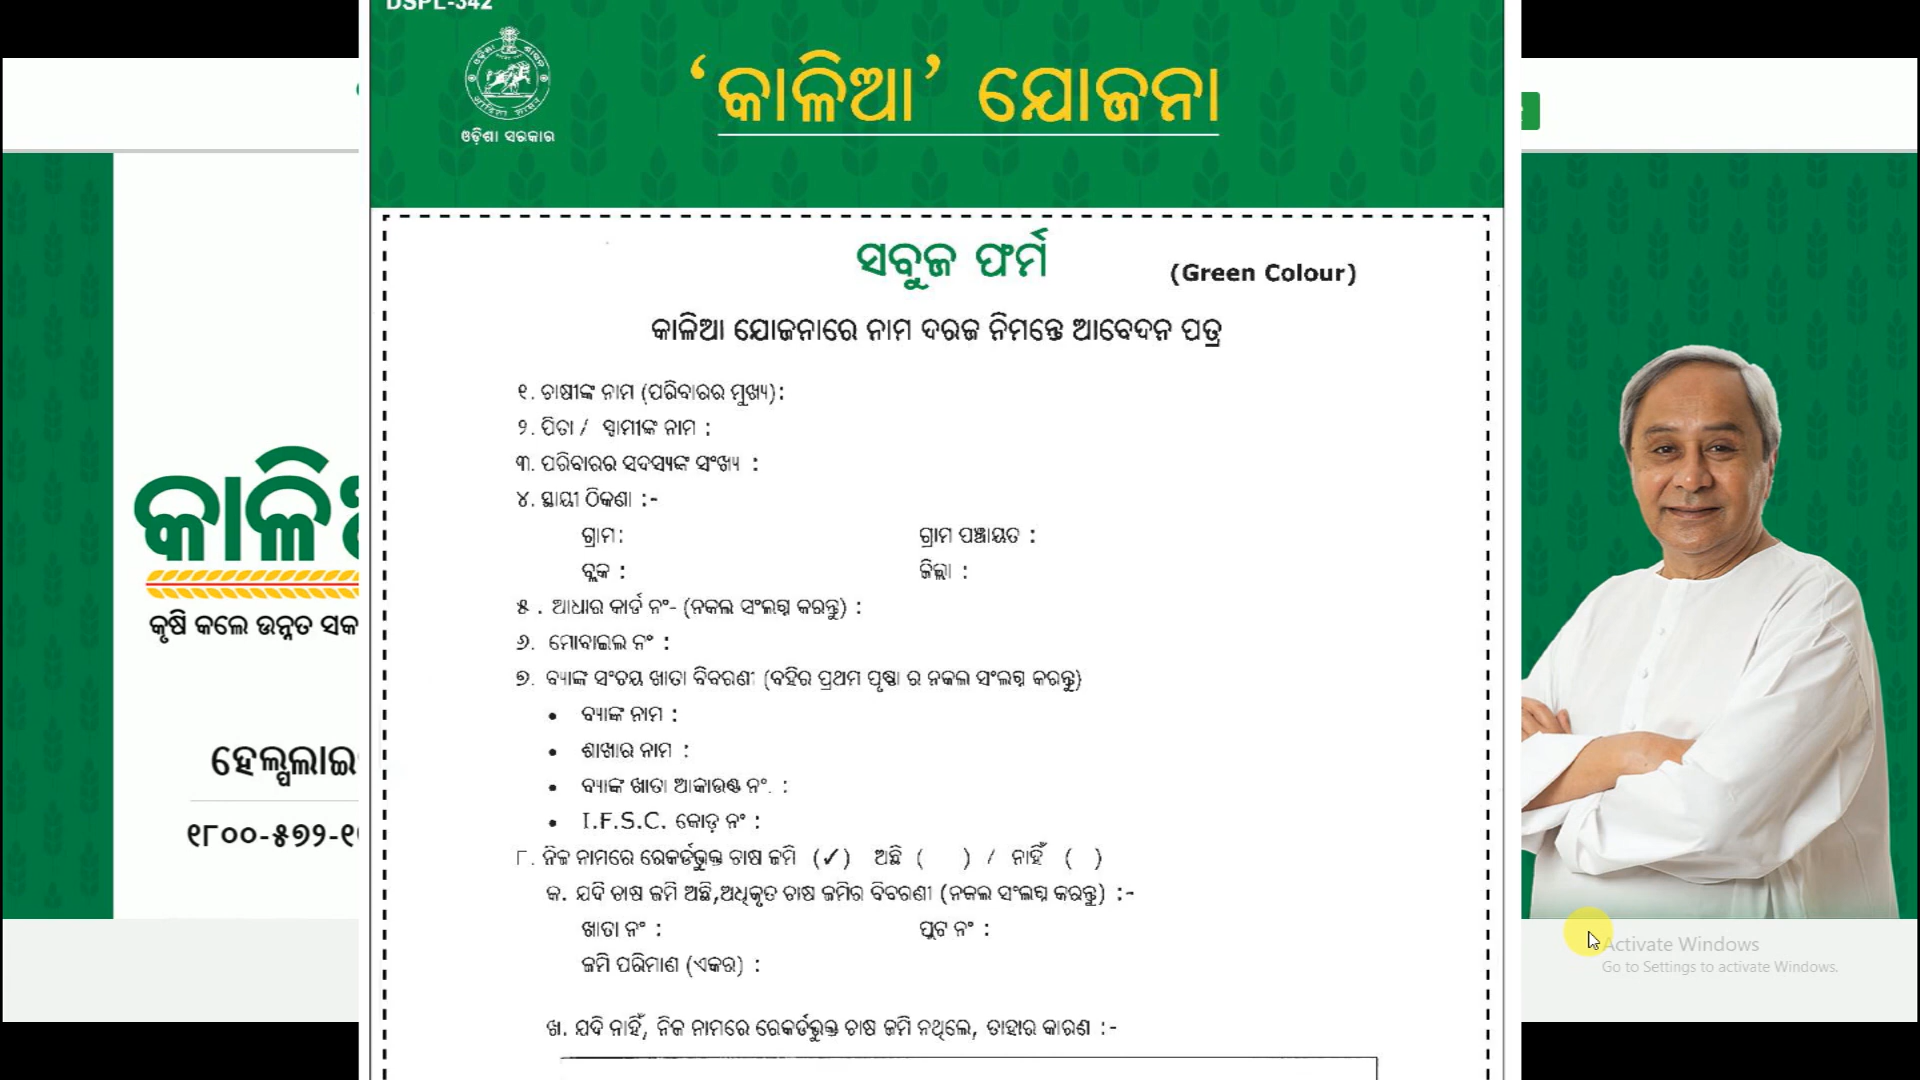 DSPL-342
ଓଡ଼ିଶା ସରକାର
‘କାଳିଆ’ ଯୋଜନା
ସବୁଜ ଫର୍ମ (Green Colour)
କାଳିଆ ଯୋଜନାରେ ନାମ ଦରଜ ନିମନ୍ତେ ଆବେଦନ ପତ୍ର
୧. ଚାଷୀଙ୍କ ନାମ (ପରିବାରର ମୁଖ୍ୟ):
୨. ପିତା / ସ୍ୱାମୀଙ୍କ ନାମ :
୩. ପରିବାରର ସଦସ୍ୟଙ୍କ ସଂଖ୍ୟ :
୪. ସ୍ଥାୟୀ ଠିକଣା :-
ଗ୍ରାମ: ଗ୍ରାମ ପଞ୍ଚାୟତ :
ବ୍ଲକ : ଜିଲ୍ଲା :
୫ . ଆଧାର କାର୍ଡ ନଂ- (ନକଲ ସଂଲଗ୍ନ କରନ୍ତୁ) :
୬. ମୋବାଇଲ ନଂ :
୭. ବ୍ୟାଙ୍କ ସଂଚୟ ଖାତା ବିବରଣୀ (ବହିର ପ୍ରଥମ ପୃଷ୍ଠା ର ନକଲ ସଂଲଗ୍ନ କରନ୍ତୁ)
• ବ୍ୟାଙ୍କ ନାମ :
• ଶାଖାର ନାମ :
• ବ୍ୟାଙ୍କ ଖାତା ଆକାଉଣ୍ଟ ନଂ. :
• I.F.S.C. କୋଡ଼ ନଂ :
୮. ନିଜ ନାମରେ ରେକର୍ଡଭୁକ୍ତ ଚାଷ ଜମି (✓) ଅଛି ( ) / ନାହିଁ ( )
କ. ଯଦି ଚାଷ ଜମି ଅଛି,ଅଧିକୃତ ଚାଷ ଜମିର ବିବରଣୀ (ନକଲ ସଂଲଗ୍ନ କରନ୍ତୁ) :-
ଖାତା ନଂ : ପ୍ଲଟ ନଂ :
ଜମି ପରିମାଣ (ଏକର) :
ଖ. ଯଦି ନାହିଁ, ନିଜ ନାମରେ ରେକର୍ଡଭୁକ୍ତ ଚାଷ ଜମି ନଥିଲେ, ତାହାର କାରଣ :-
କାଳି
କୃଷି କଲେ ଉନ୍ନତ ସକ
ହେଲ୍ପଲାଇ
୧୮୦୦-୫୭୨-୧
Activate Windows
Go to Settings to activate Windows.